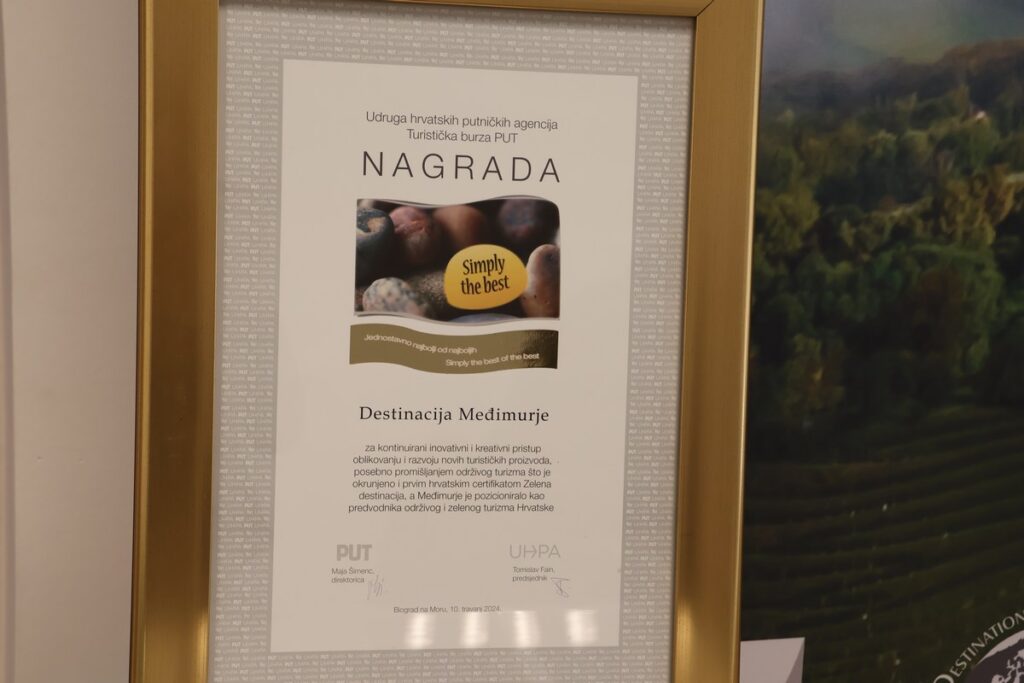 Udruga hrvatskih putničkih agencija
Turistička burza PUT
NAGRADA
Simply
the best
Jednostavno najbolji od najboljih
Simply the best of the best
Destinacija Međimurje
za kontinuirani inovativni i kreativni pristup
oblikovanju i razvoju novih turističkih proizvoda,
posebno promišljanjem održivog turizma što je
okrunjeno i prvim hrvatskim certifikatom Zelena
destinacija, a Međimurje je pozicioniralo kao
predvodnika održivog i zelenog turizma Hrvatske
PUT
Maja Šimeric,
direktorica
UHPA
Tomislav Fain,
predsjednik
Biograd na Moru, 10. travanj 2024.
DESTINATION